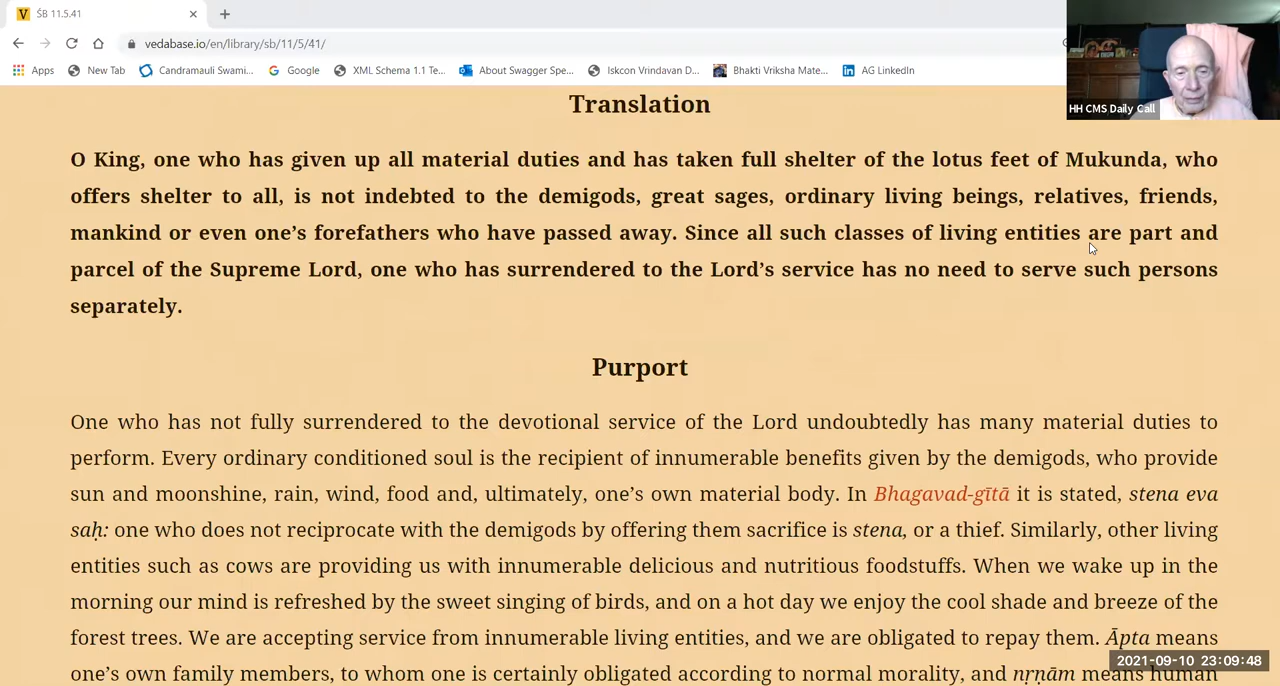 ŚB 11.5.41
vedabase.io/en/library/sb/11/5/41/
Apps New Tab Candramauli Swami... Google XML Schema 1.1 Te... About Swagger Spe... Iskcon Vrindavan D... Bhakti Vriksha Mate... AG LinkedIn
HH CMS Daily Call
Translation
O King, one who has given up all material duties and has taken full shelter of the lotus feet of Mukunda, who
offers shelter to all, is not indebted to the demigods, great sages, ordinary living beings, relatives, friends,
mankind or even one’s forefathers who have passed away. Since all such classes of living entities are part and
parcel of the Supreme Lord, one who has surrendered to the Lord’s service has no need to serve such persons
separately.
Purport
One who has not fully surrendered to the devotional service of the Lord undoubtedly has many material duties to
perform. Every ordinary conditioned soul is the recipient of innumerable benefits given by the demigods, who provide
sun and moonshine, rain, wind, food and, ultimately, one’s own material body. In Bhagavad-gītā it is stated, stena eva
saḥ: one who does not reciprocate with the demigods by offering them sacrifice is stena, or a thief. Similarly, other living
entities such as cows are providing us with innumerable delicious and nutritious foodstuffs. When we wake up in the
morning our mind is refreshed by the sweet singing of birds, and on a hot day we enjoy the cool shade and breeze of the
forest trees. We are accepting service from innumerable living entities, and we are obligated to repay them. Āpta means
one’s own family members, to whom one is certainly obligated according to normal morality, and nṛṇām means human
2021-09-10 23:09:48